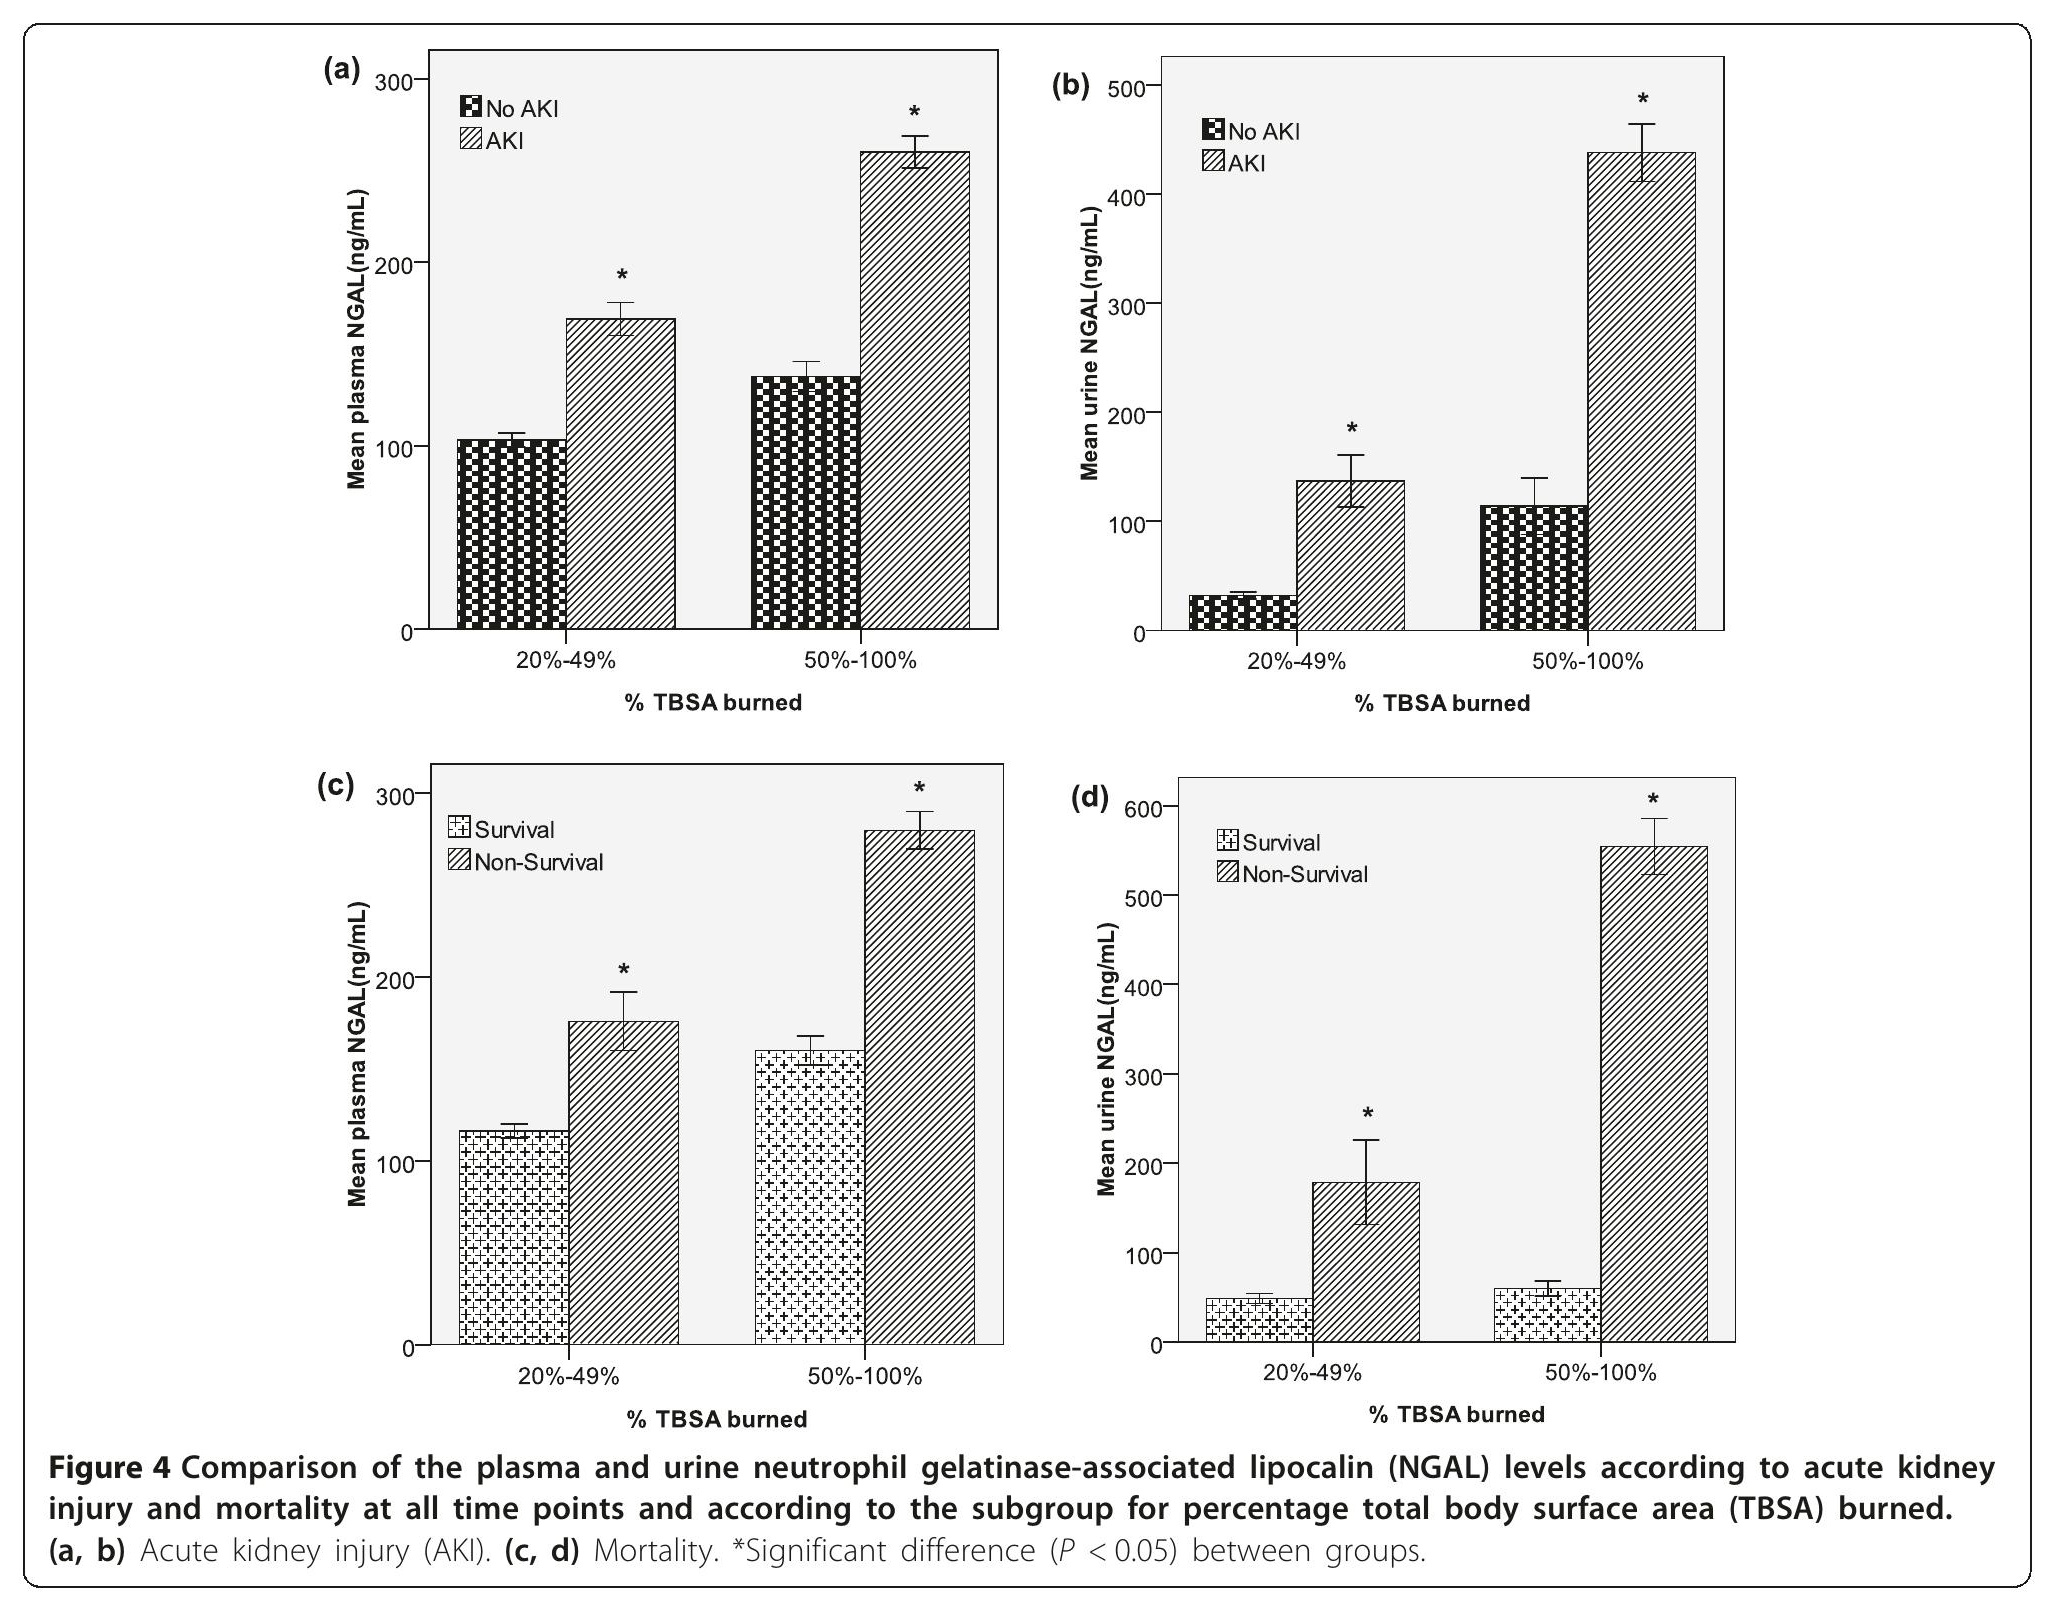 (a)
300
200
100
0
No AKI
AKI
*
*
Mean plasma NGAL(ng/mL)
20%-49%
50%-100%
% TBSA burned
(b)
500
400
300
200
100
0
No AKI
AKI
*
*
Mean urine NGAL(ng/mL)
20%-49%
50%-100%
% TBSA burned
(c)
300
200
100
0
Survival
Non-Survival
*
*
Mean plasma NGAL(ng/mL)
20%-49%
50%-100%
% TBSA burned
(d)
600
500
400
300
200
100
0
Survival
Non-Survival
*
*
Mean urine NGAL(ng/mL)
20%-49%
50%-100%
% TBSA burned
Figure 4 Comparison of the plasma and urine neutrophil gelatinase-associated lipocalin (NGAL) levels according to acute kidney
injury and mortality at all time points and according to the subgroup for percentage total body surface area (TBSA) burned.
(a, b) Acute kidney injury (AKI). (c, d) Mortality. *Significant difference (P < 0.05) between groups.